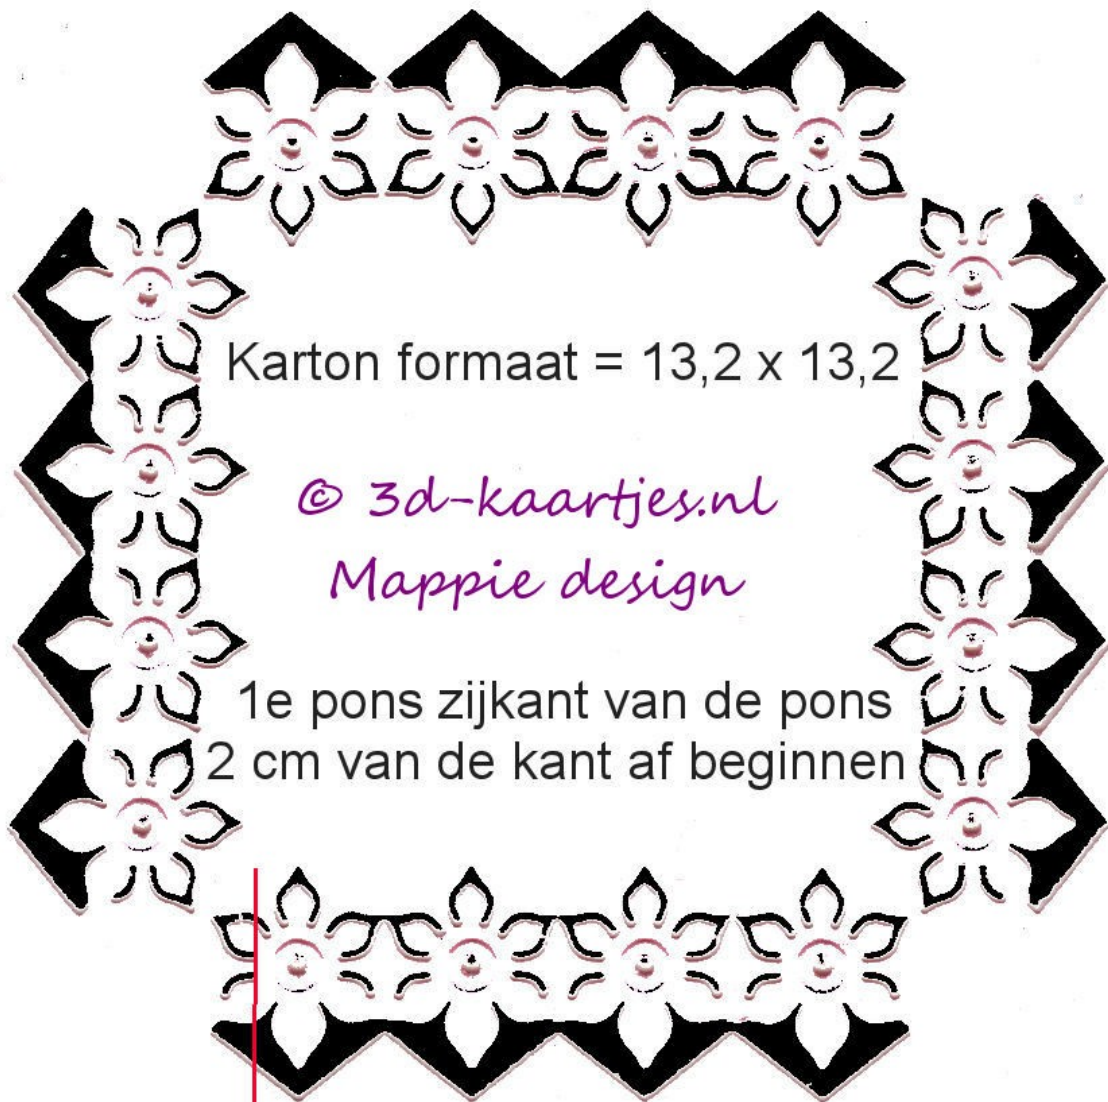 Karton formaat = 13,2 x 13,2
© 3d-kaartjes.nl
Mappie design
1e pons zijkant van de pons
2 cm van de kant af beginnen